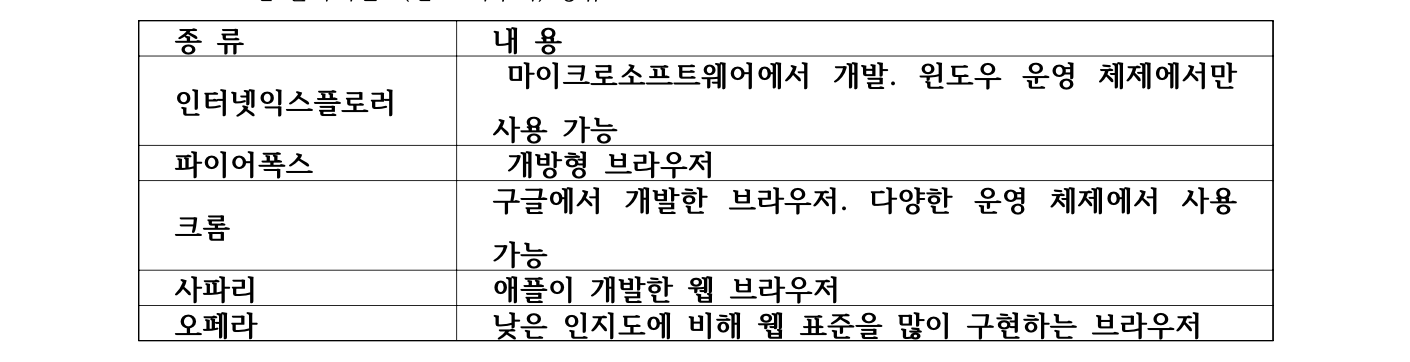 종 류 내 용
인터넷익스플로러 마이크로소프트웨어에서 개발. 윈도우 운영 체제에서만
사용 가능
파이어폭스 개방형 브라우저
크롬 구글에서 개발한 브라우저. 다양한 운영 체제에서 사용
가능
사파리 애플이 개발한 웹 브라우저
오페라 낮은 인지도에 비해 웹 표준을 많이 구현하는 브라우저